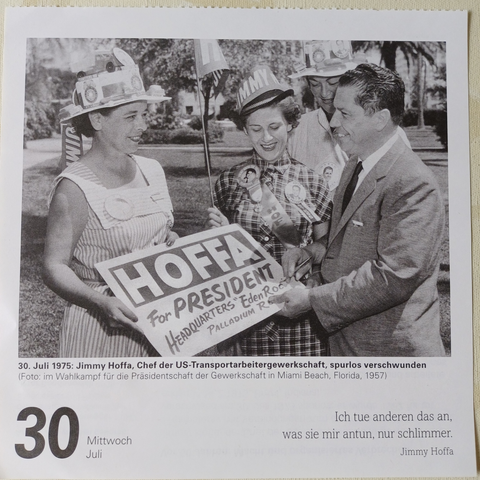 JIMMY
HOFFA
For PRESIDENT
HEADQUARTERS "Eden Roc
PALLADIUM R
30. Juli 1975: Jimmy Hoffa, Chef der US-Transportarbeitergewerkschaft, spurlos verschwunden
(Foto: im Wahlkampf für die Präsidentschaft der Gewerkschaft in Miami Beach, Florida, 1957)
30 Mittwoch
Juli
Ich tue anderen das an,
was sie mir antun, nur schlimmer.
Jimmy Hoffa